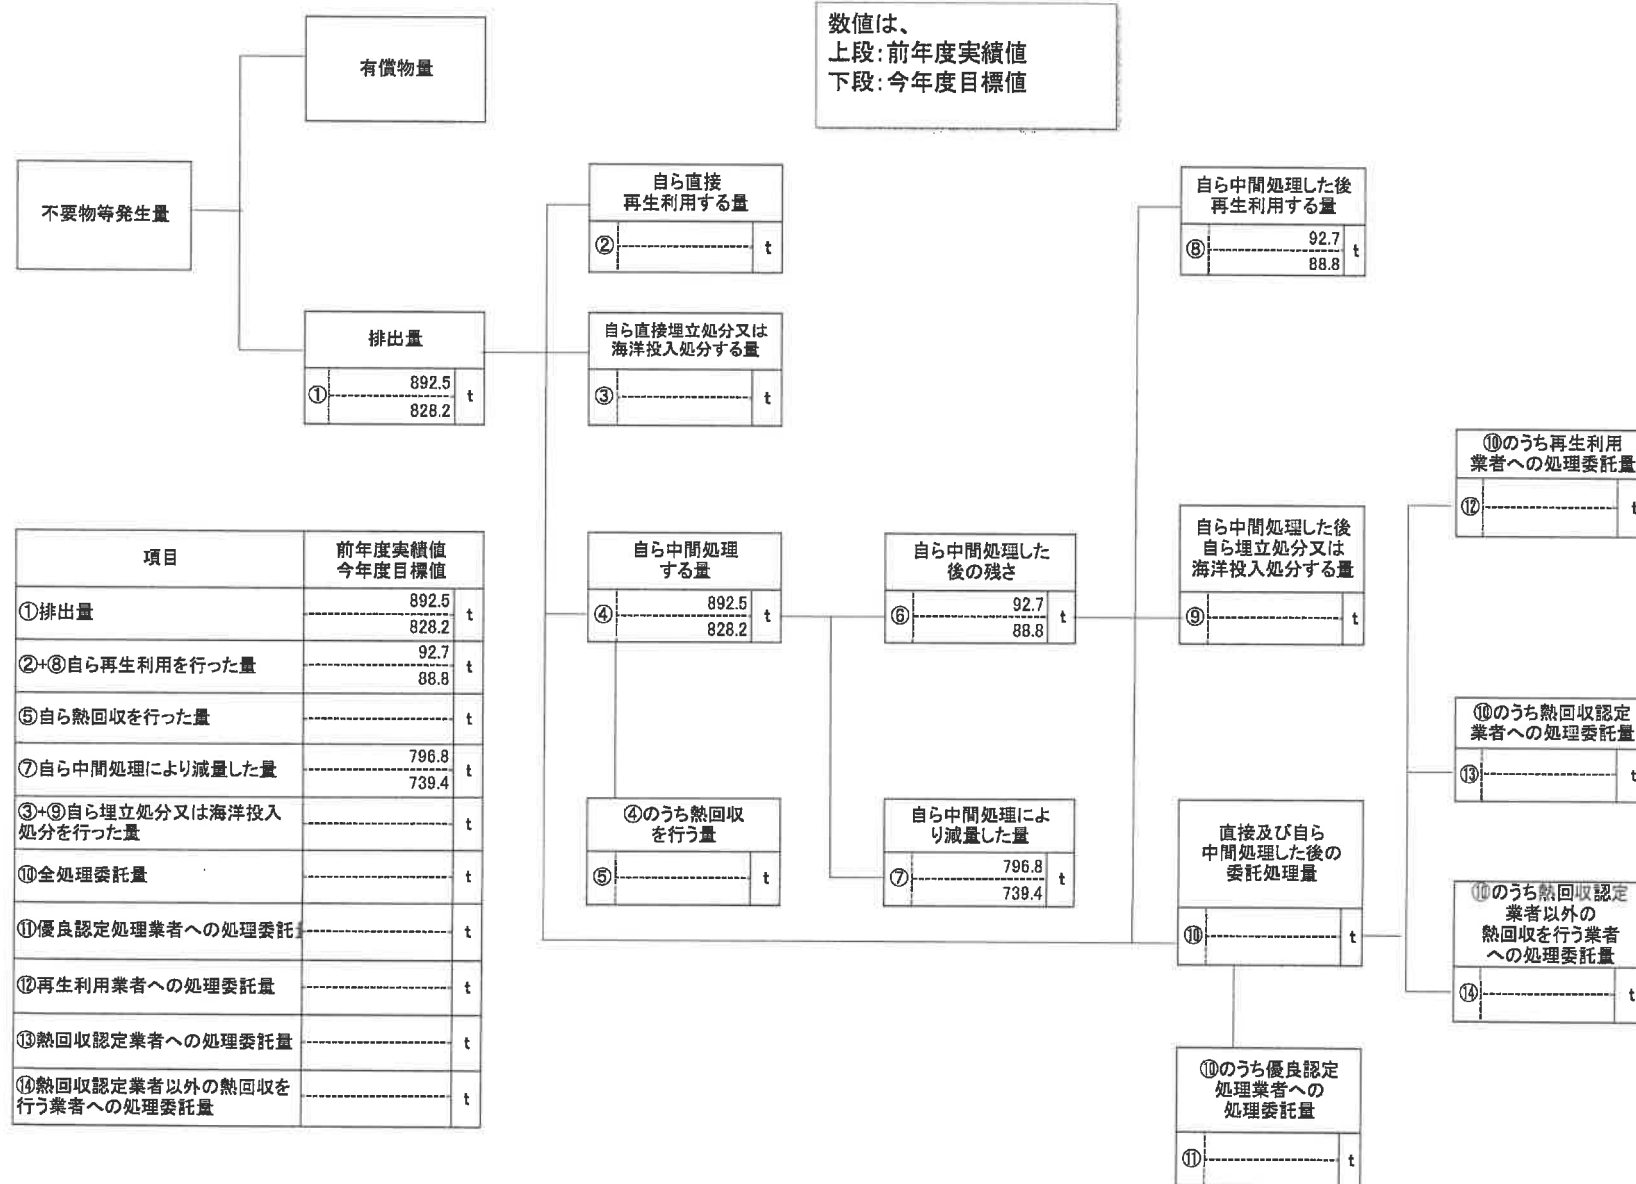 数値は、
上段:前年度実績値
下段:今年度目標値
有償物量
不要物等発生量
排出量
①
892.5
828.2
t
自ら直接
再生利用する量
②
t
自ら直接埋立処分又は
海洋投入処分する量
③
t
自ら中間処理
する量
④
892.5
828.2
t
④のうち熱回収
を行う量
⑤
t
自ら中間処理した
後の残さ
⑥
92.7
88.8
t
自ら中間処理によ
り減量した量
⑦
796.8
739.4
t
自ら中間処理した後
再生利用する量
⑧
92.7
88.8
t
自ら中間処理した後
自ら埋立処分又は
海洋投入処分する量
⑨
t
直接及び自ら
中間処理した後の
委託処理量
⑩
t
⑩のうち優良認定
処理業者への
処理委託量
⑪
t
⑩のうち再生利用
業者への処理委託量
⑫
t
⑩のうち熱回収認定
業者への処理委託量
⑬
t
⑩のうち熱回収認定
業者以外の
熱回収を行う業者
への処理委託量
⑭
t
項目
前年度実績値
今年度目標値
①排出量
892.5
828.2
t
②+⑧自ら再生利用を行った量
92.7
88.8
t
⑤自ら熱回収を行った量
t
⑦自ら中間処理により減量した量
796.8
739.4
t
③+⑨自ら埋立処分又は海洋投入
処分を行った量
t
⑩全処理委託量
t
⑪優良認定処理業者への処理委託
t
⑫再生利用業者への処理委託量
t
⑬熱回収認定業者への処理委託量
t
⑭熱回収認定業者以外の熱回収を
行う業者への処理委託量
t